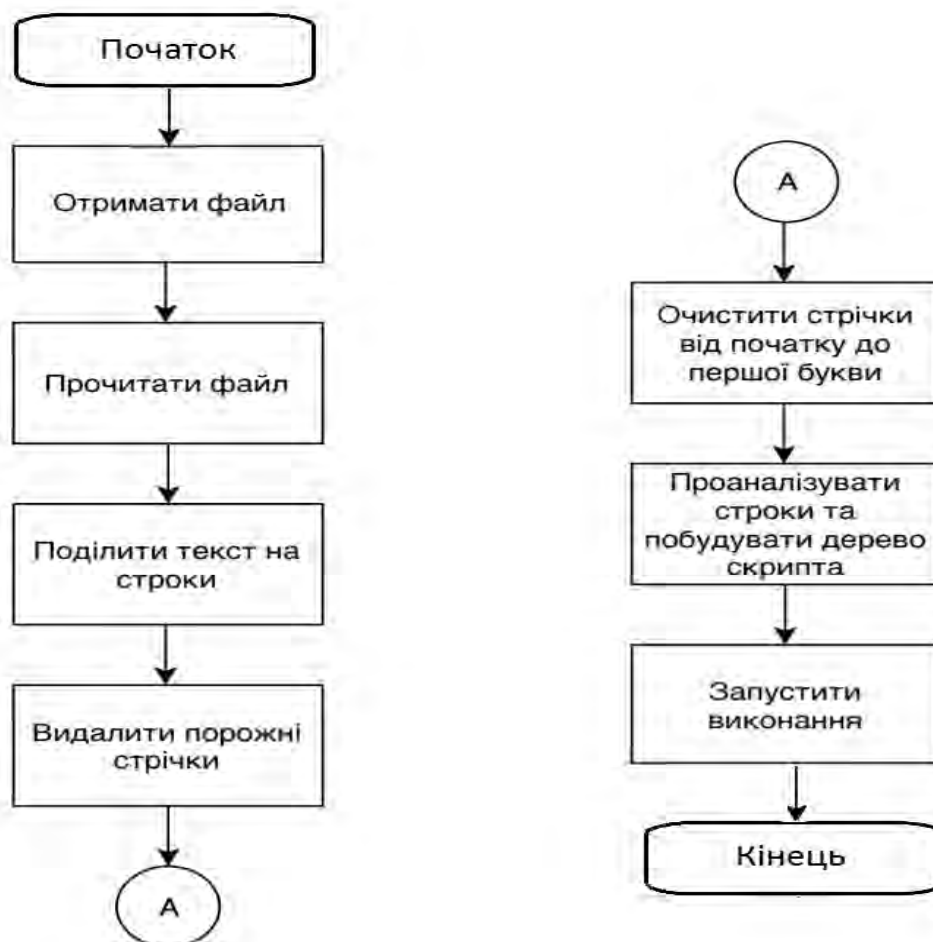 Початок
Отримати файл
Прочитати файл
Поділити текст на
строки
Видалити порожні
стрічки
А
А
Очистити стрічки
від початку до
першої букви
Проаналізувати
строки та
побудувати дерево
скрипта
Запустити
виконання
Кінець